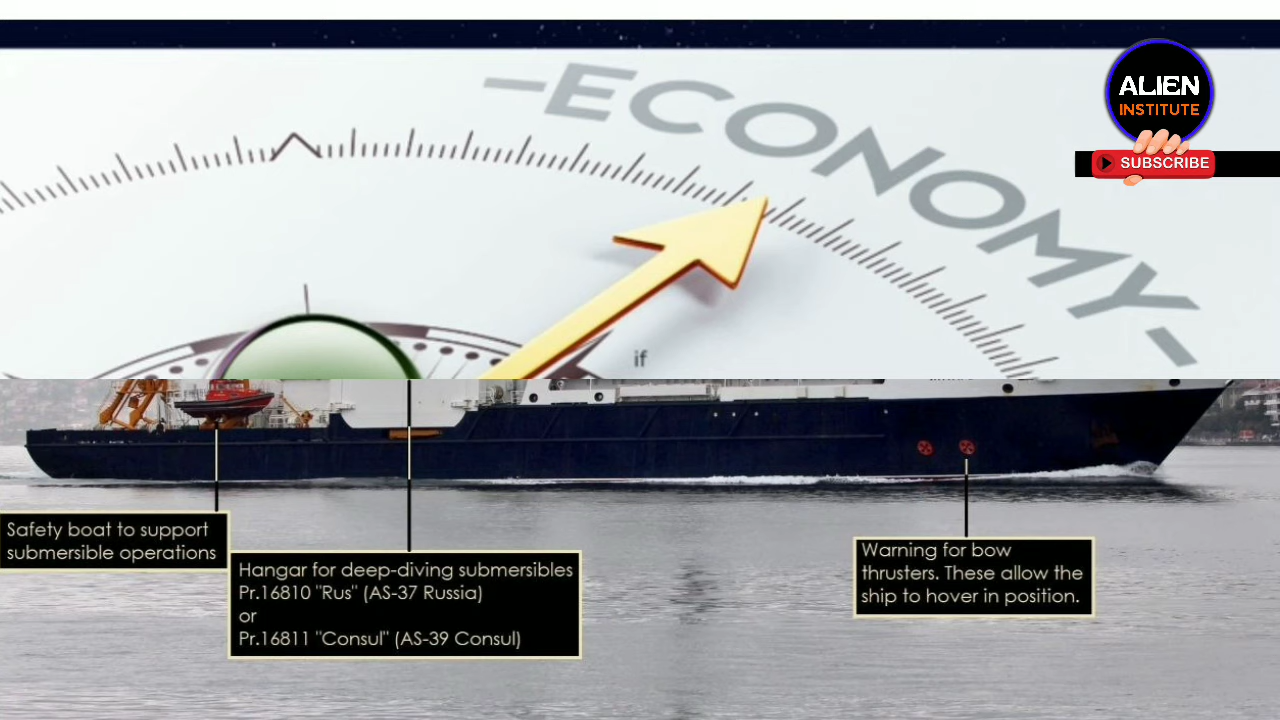 -ECONOMY-
ALIEN
INSTITUTE
SUBSCRIBE
if
Safety boat to support
submersible operations
Hangar for deep-diving submersibles
Pr.16810 "Rus" (AS-37 Russia)
or
Pr.16811 "Consul" (AS-39 Consul)
Warning for bow
thrusters. These allow the
ship to hover in position.